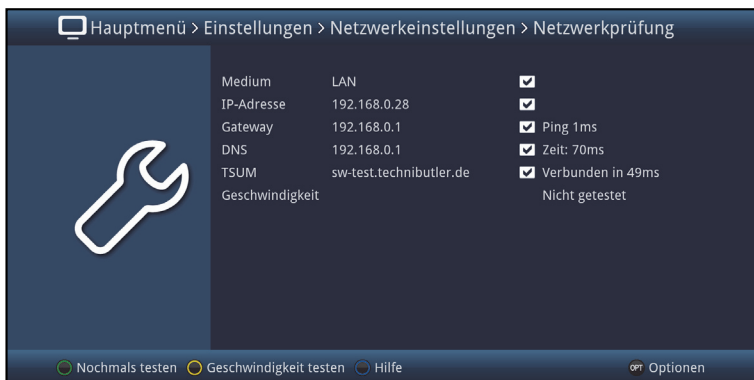 Hauptmenü > Einstellungen > Netzwerkeinstellungen > Netzwerkprüfung
Medium LAN
IP-Adresse 192.168.0.28
Gateway 192.168.0.1 Ping 1ms
DNS 192.168.0.1 Zeit: 70ms
TSUM sw-test.technibutler.de Verbunden in 49ms
Geschwindigkeit Nicht getestet
Nochmals testen Geschwindigkeit testen Hilfe OPT Optionen